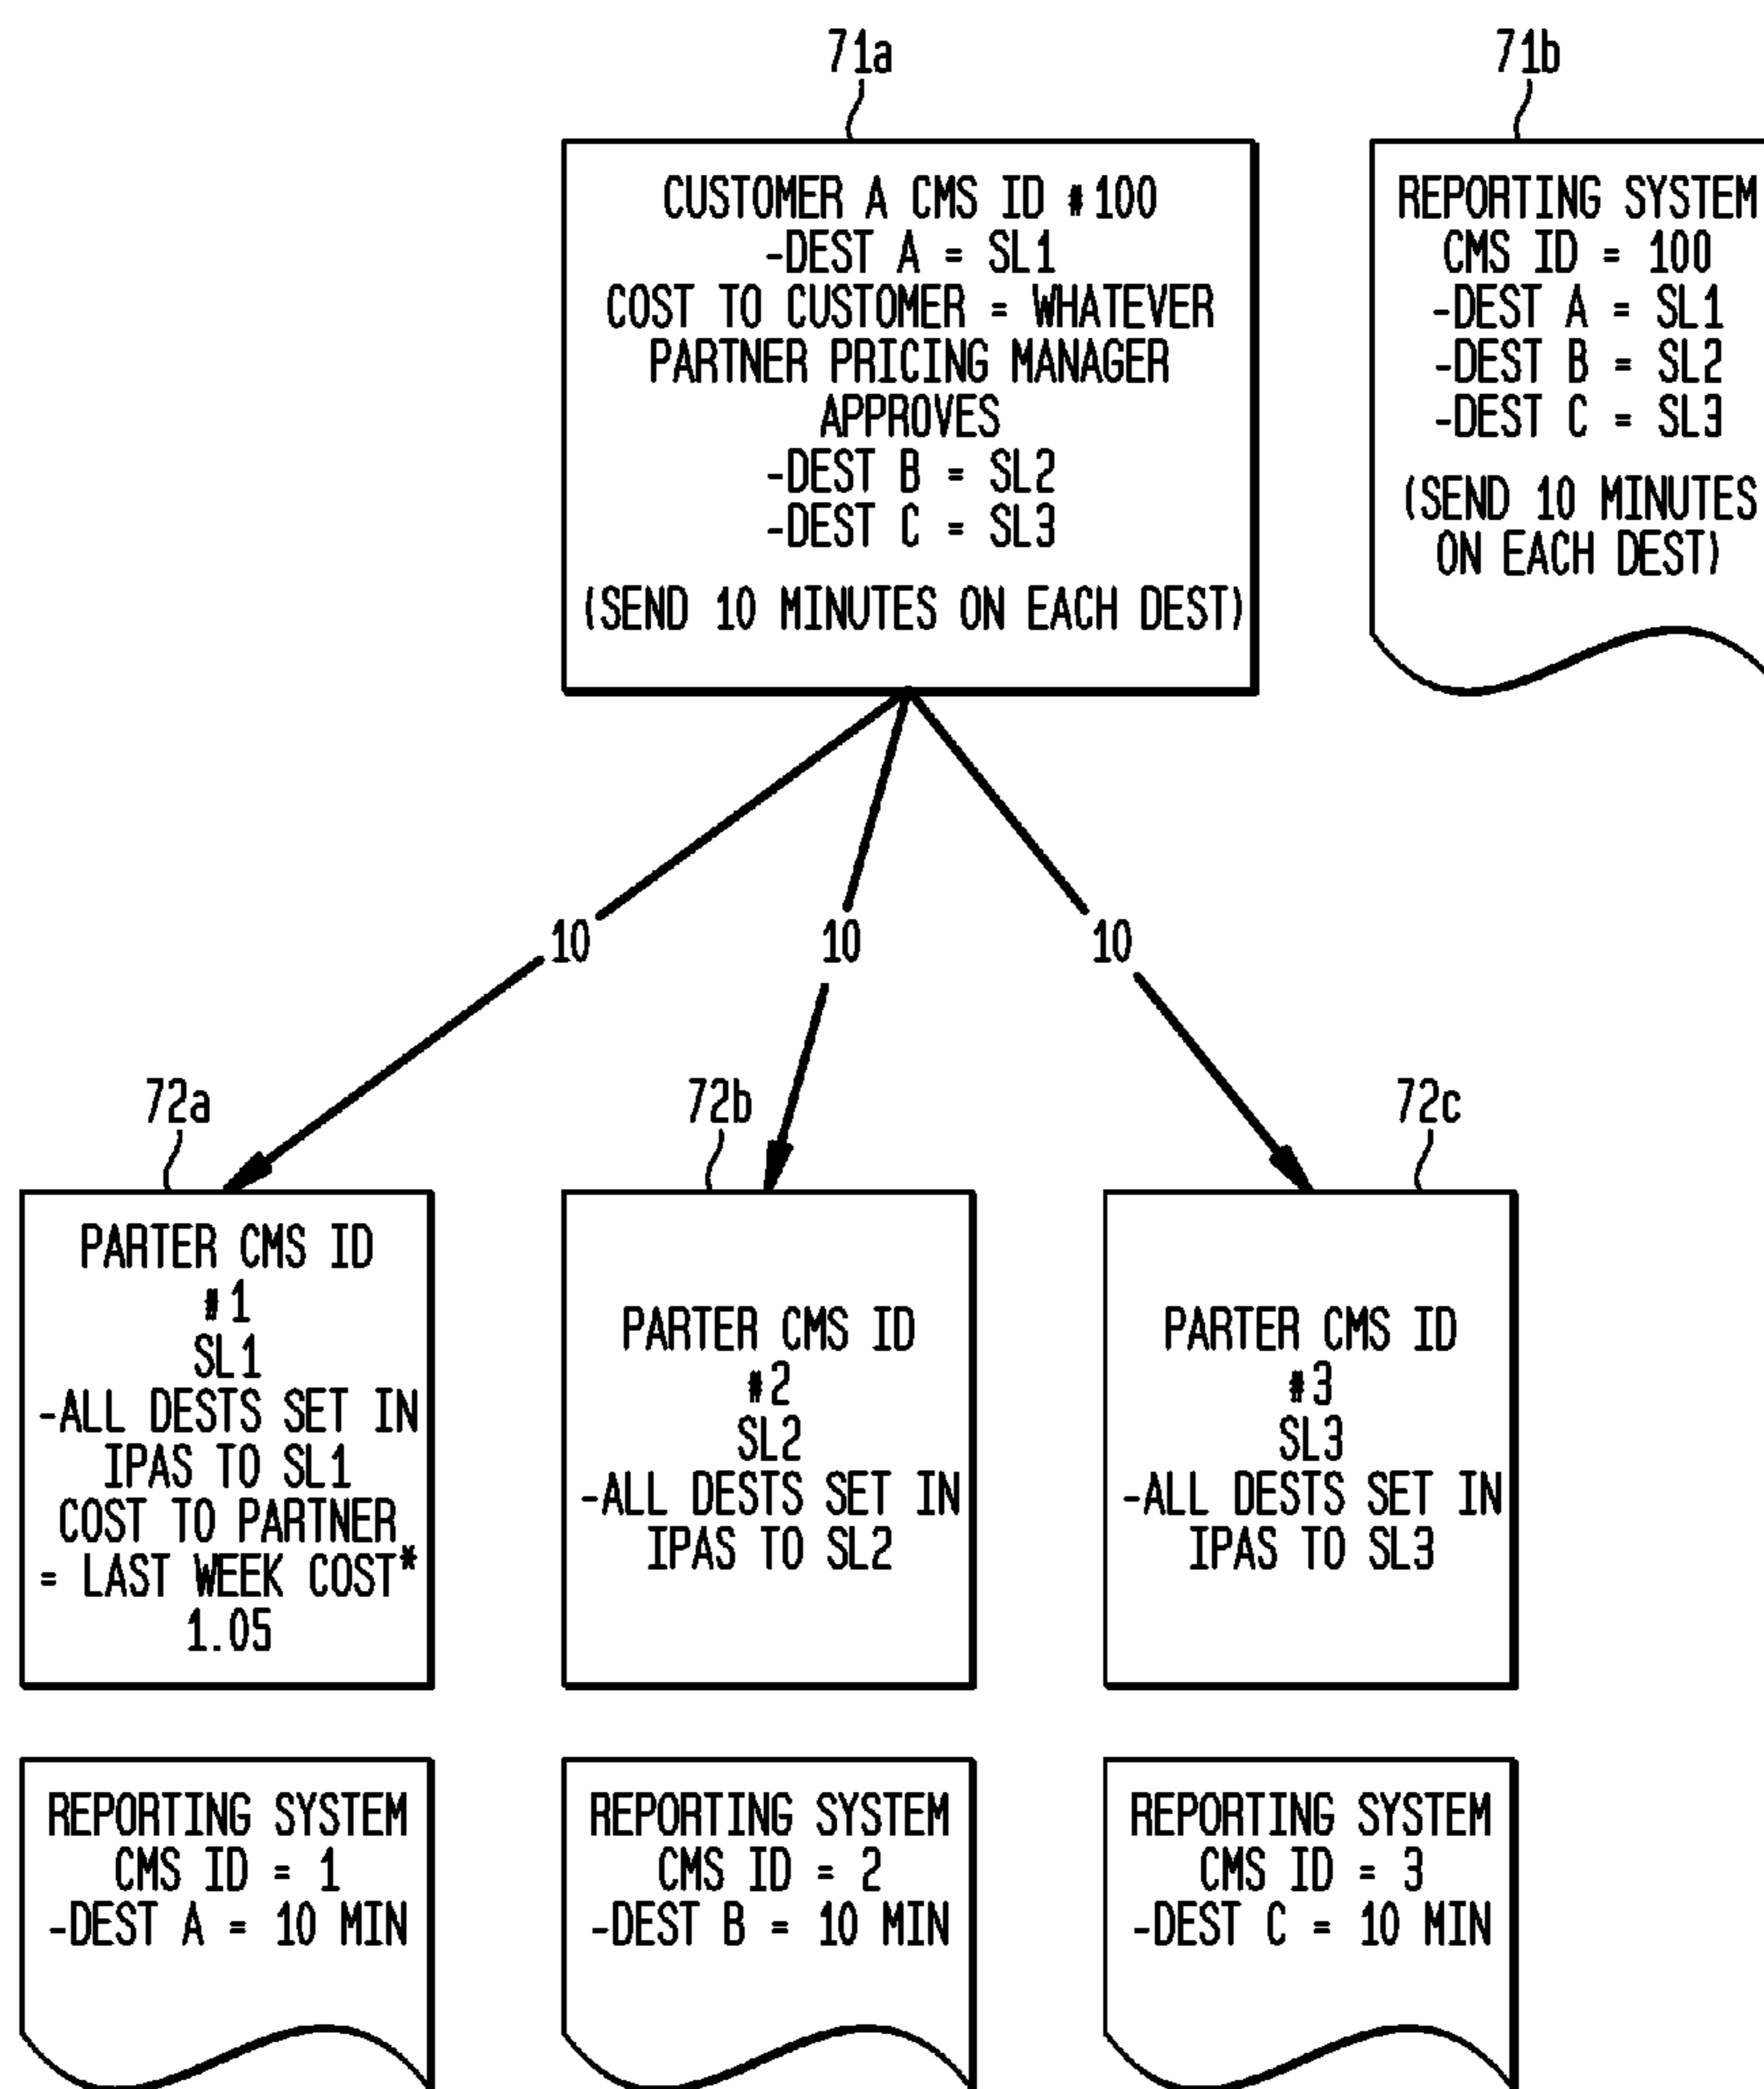 71a
CUSTOMER A CMS ID #100
-DEST A = SL1
COST TO CUSTOMER = WHATEVER
PARTNER PRICING MANAGER
APPROVES
-DEST B = SL2
-DEST C = SL3
(SEND 10 MINUTES ON EACH DEST)
71b
REPORTING SYSTEM
CMS ID = 100
-DEST A = SL1
-DEST B = SL2
-DEST C = SL3
(SEND 10 MINUTES
ON EACH DEST)
10
10
10
72a
PARTER CMS ID
#1
SL1
-ALL DESTS SET IN
IPAS TO SL1
COST TO PARTNER
= LAST WEEK COST*
1.05
72b
PARTER CMS ID
#2
SL2
-ALL DESTS SET IN
IPAS TO SL2
72c
PARTER CMS ID
#3
SL3
-ALL DESTS SET IN
IPAS TO SL3
REPORTING SYSTEM
CMS ID = 1
-DEST A = 10 MIN
REPORTING SYSTEM
CMS ID = 2
-DEST B = 10 MIN
REPORTING SYSTEM
CMS ID = 3
-DEST C = 10 MIN